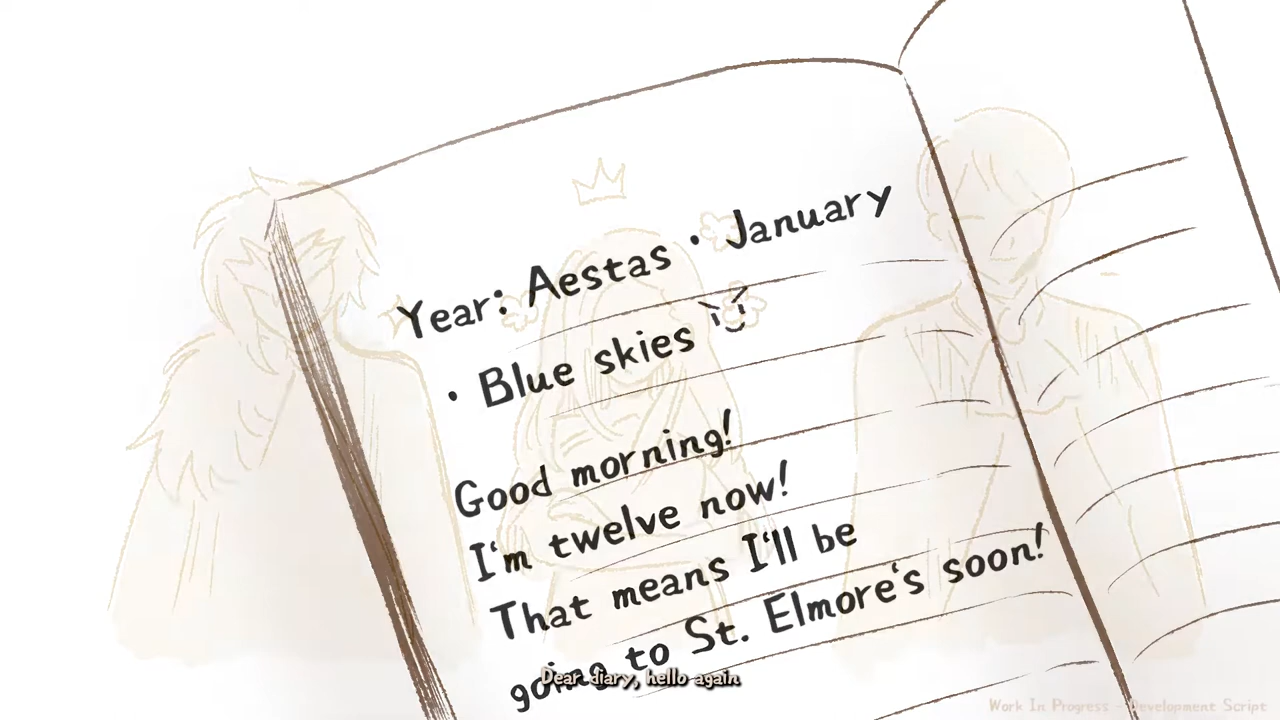 Year: Aestas · January
· Blue skies
Good morning!
I'm twelve now!
That means I'll be
going to St. Elmore's soon!
Dear diary, hello again
Work In Progress - Development Script